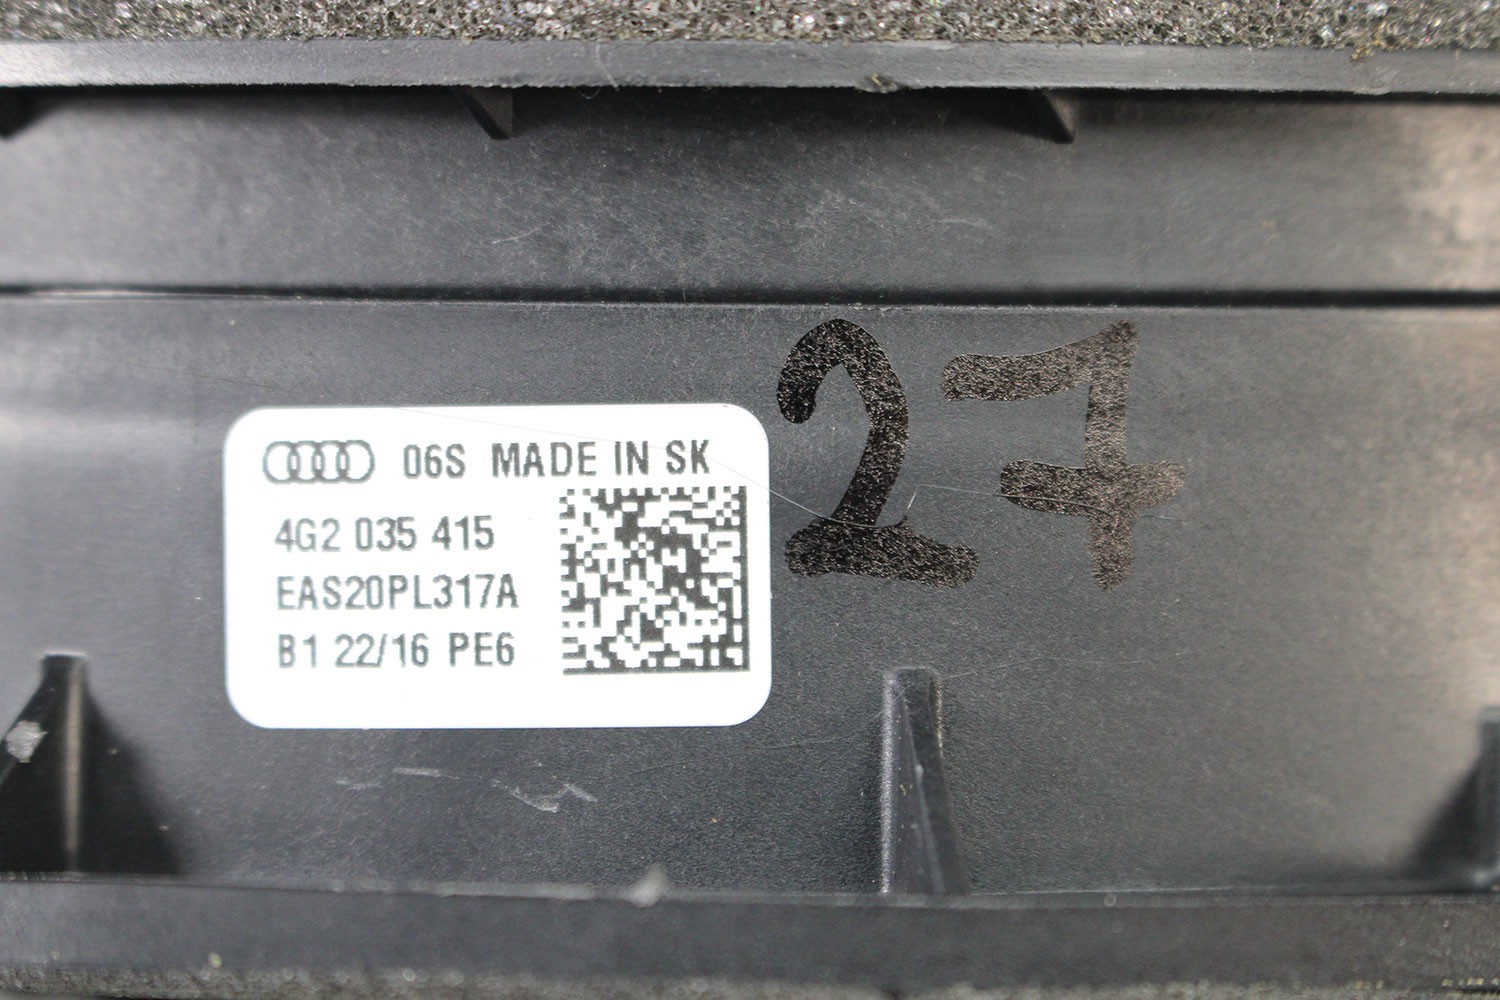 06S MADE IN SK
4G2 035 415
EAS20PL317A
B1 22/16 PE6
27